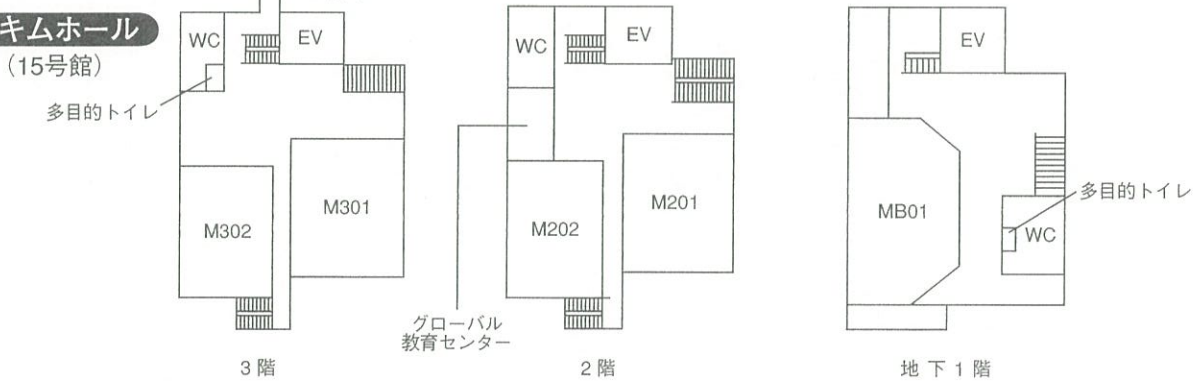 キムホール
（15号館）
WC
EV
多目的トイレ
M302
M301
3階
WC
EV
M202
M201
グローバル
教育センター
2階
EV
MB01
多目的トイレ
WC
地下1階